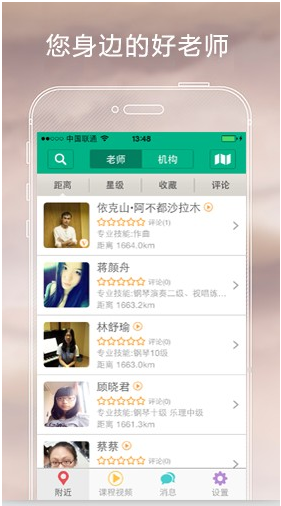 您身边的好老师
中国联通
13:48
老师
机构
距离
星级
收藏
评论
依克山•阿不都沙拉木
评论(1)
专业技能:作曲
距离 1664.0km
蒋颜舟
评论(0)
专业技能:钢琴演奏二级、视唱练...
距离 1664.2km
林舒瑜
评论(0)
专业技能:钢琴10级
距离 1663.0km
顾晓君
评论(0)
专业技能:钢琴十级 乐理中级
距离 1661.3km
蔡蔡
评论(0)
附近
课程视频
消息
设置